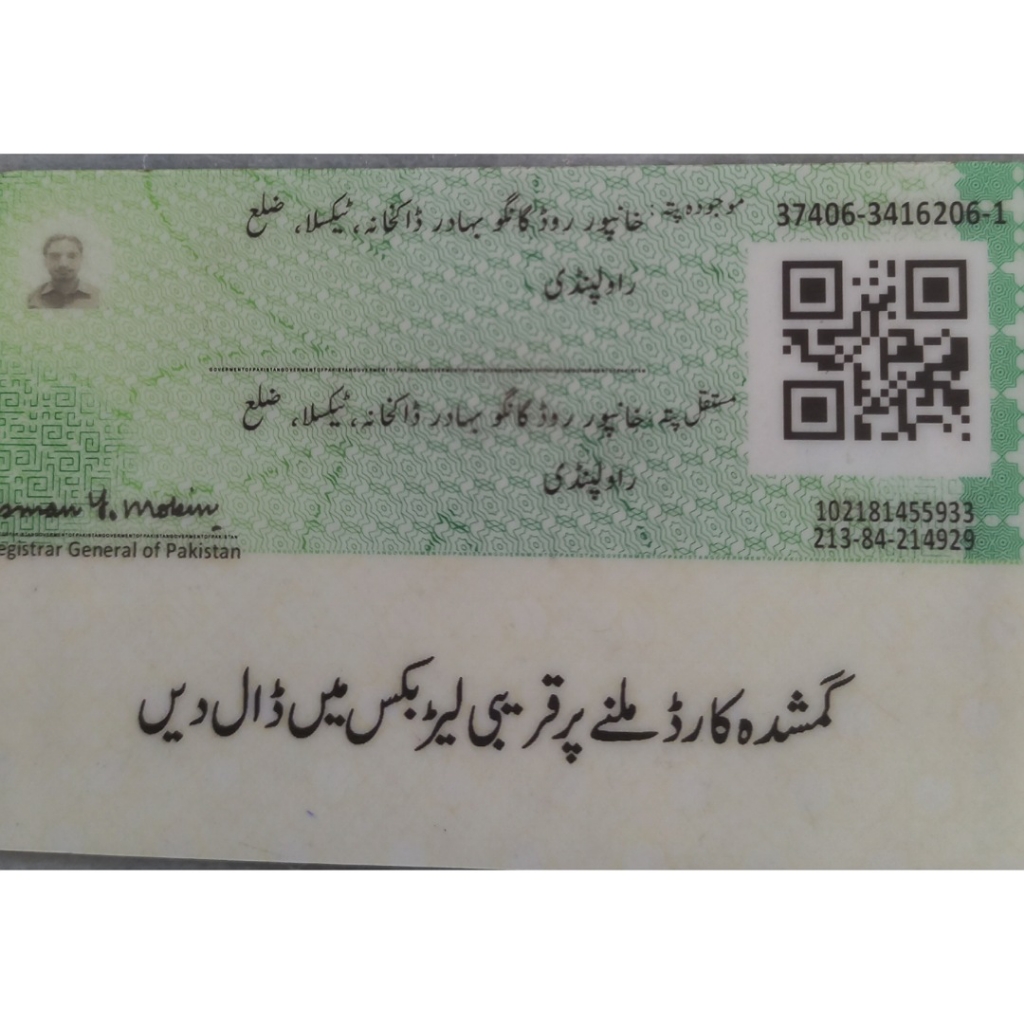 موجودہ پتہ: خانپور روڈ گانگو بہادر ڈاکخانہ، ٹیکسلا، ضلع
راولپنڈی
37406-3416206-1
مستقل پتہ: خانپور روڈ گانگو بہادر ڈاکخانہ، ٹیکسلا، ضلع
راولپنڈی
102181455933
213-84-214929
sman Y. Mobin
egistrar General of Pakistan
گمشدہ کارڈ ملنے پر قریبی لیٹر بکس میں ڈال دیں